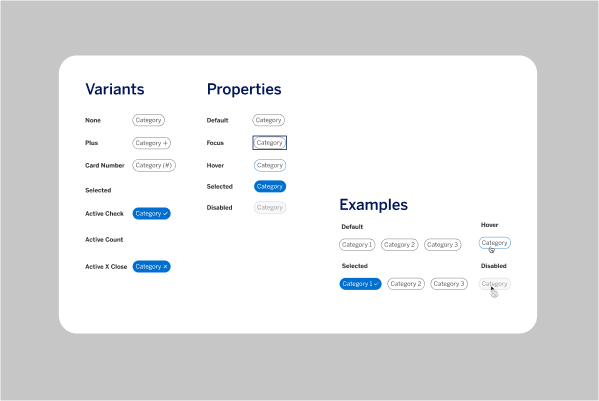 Variants
None
Category
Plus
Category +
Card Number
Category (#)
Selected
Active Check
Category ✓
Active Count
Active X Close
Category ×
Properties
Default
Category
Focus
Category
Hover
Category
Selected
Category
Disabled
Category
Examples
Default
Category 1
Category 2
Category 3
Hover
Category
Selected
Category 1 ✓
Category 2
Category 3
Disabled
Category